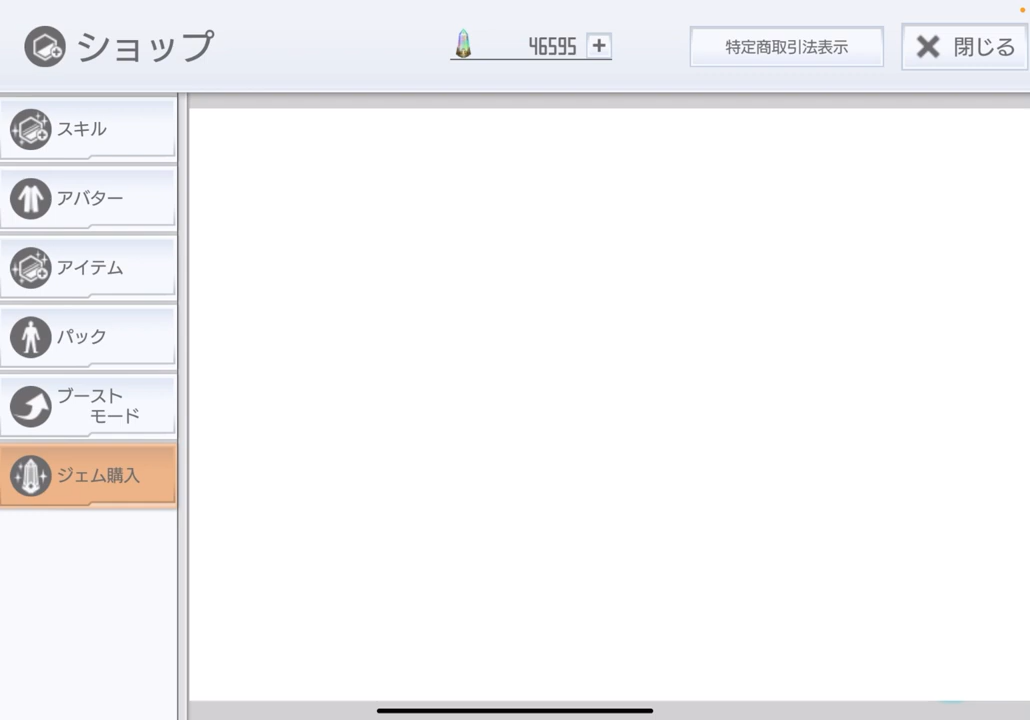 ショップ
46595
特定商取引法表示
閉じる
スキル
アバター
アイテム
パック
ブースト
モード
ジェム購入